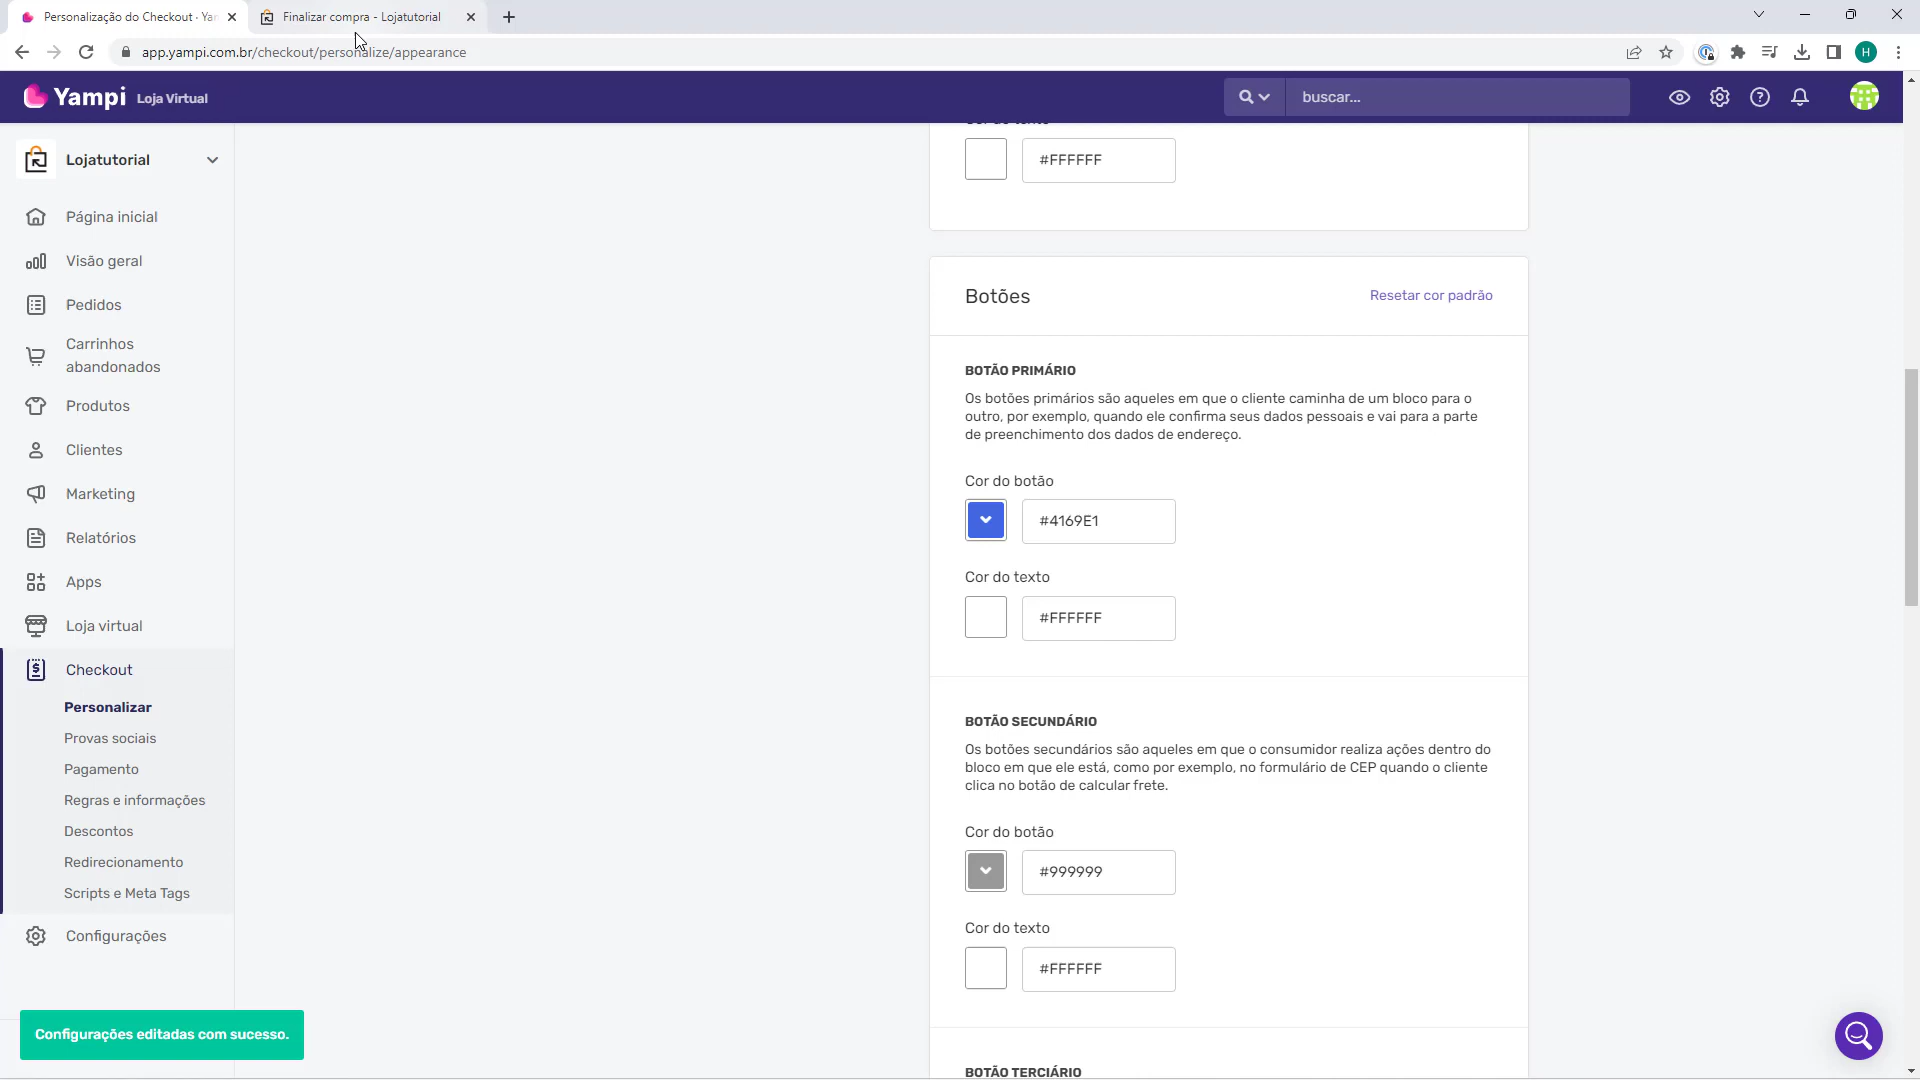 Personalização do Checkout · Yam
Finalizar compra - Lojatutorial
app.yampi.com.br/checkout/personalize/appearance
H
Yampi Loja Virtual
buscar...
Lojatutorial
Página inicial
Visão geral
Pedidos
Carrinhos
abandonados
Produtos
Clientes
Marketing
Relatórios
Apps
Loja virtual
Checkout
Personalizar
Provas sociais
Pagamento
Regras e informações
Descontos
Redirecionamento
Scripts e Meta Tags
Configurações
Configurações editadas com sucesso.
Cor do texto
#FFFFFF
Botões
Resetar cor padrão
BOTÃO PRIMÁRIO
Os botões primários são aqueles em que o cliente caminha de um bloco para o
outro, por exemplo, quando ele confirma seus dados pessoais e vai para a parte
de preenchimento dos dados de endereço.
Cor do botão
#4169E1
Cor do texto
#FFFFFF
BOTÃO SECUNDÁRIO
Os botões secundários são aqueles em que o consumidor realiza ações dentro do
bloco em que ele está, como por exemplo, no formulário de CEP quando o cliente
clica no botão de calcular frete.
Cor do botão
#999999
Cor do texto
#FFFFFF
BOTÃO TERCIÁRIO